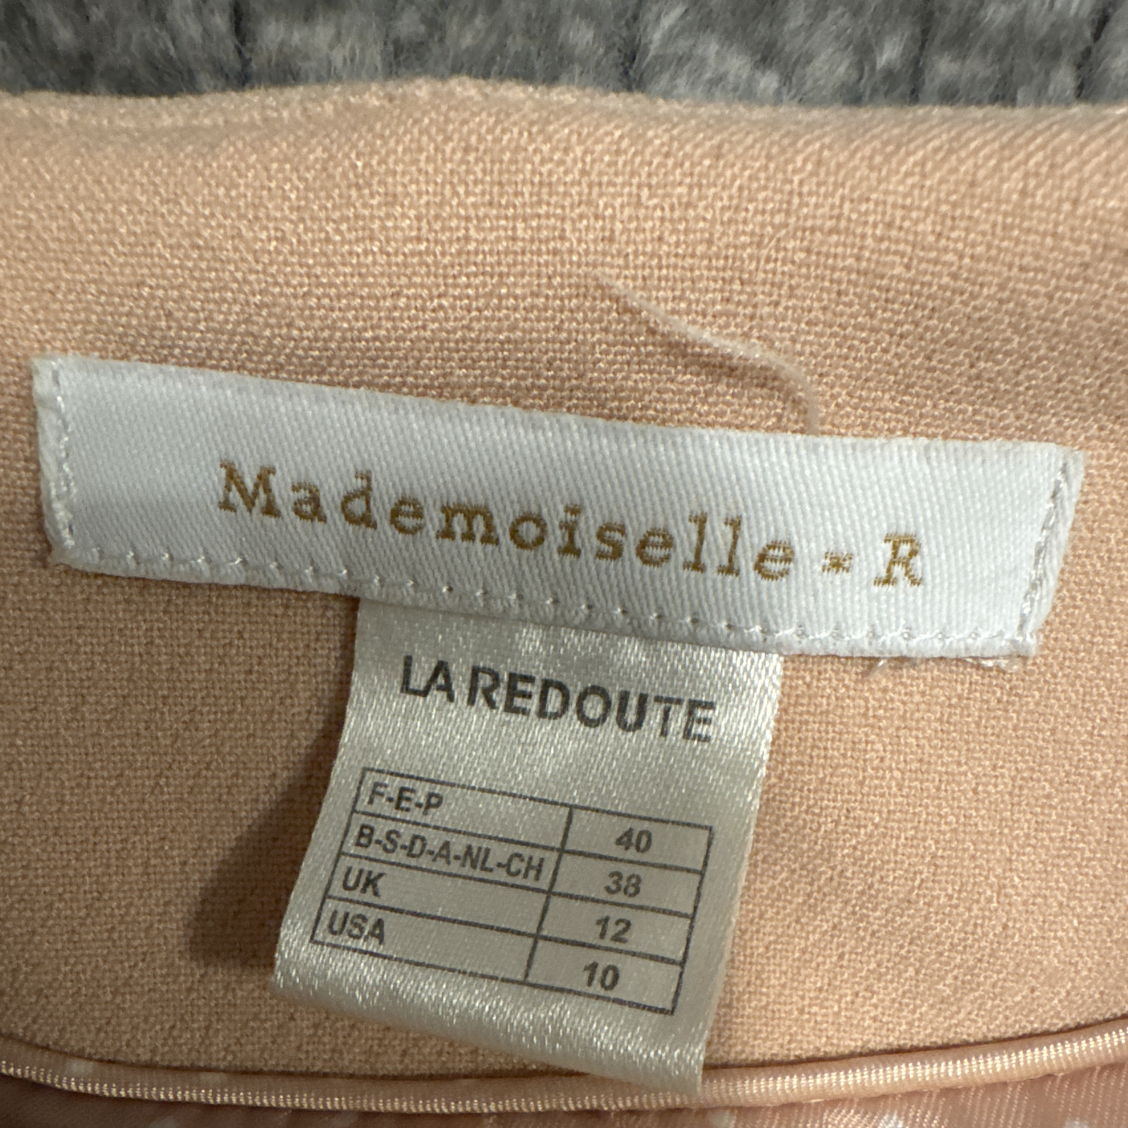 Mademoiselle * R
LA REDOUTE
F-E-P 40
B-S-D-A-NL-CH 38
UK 12
USA 10